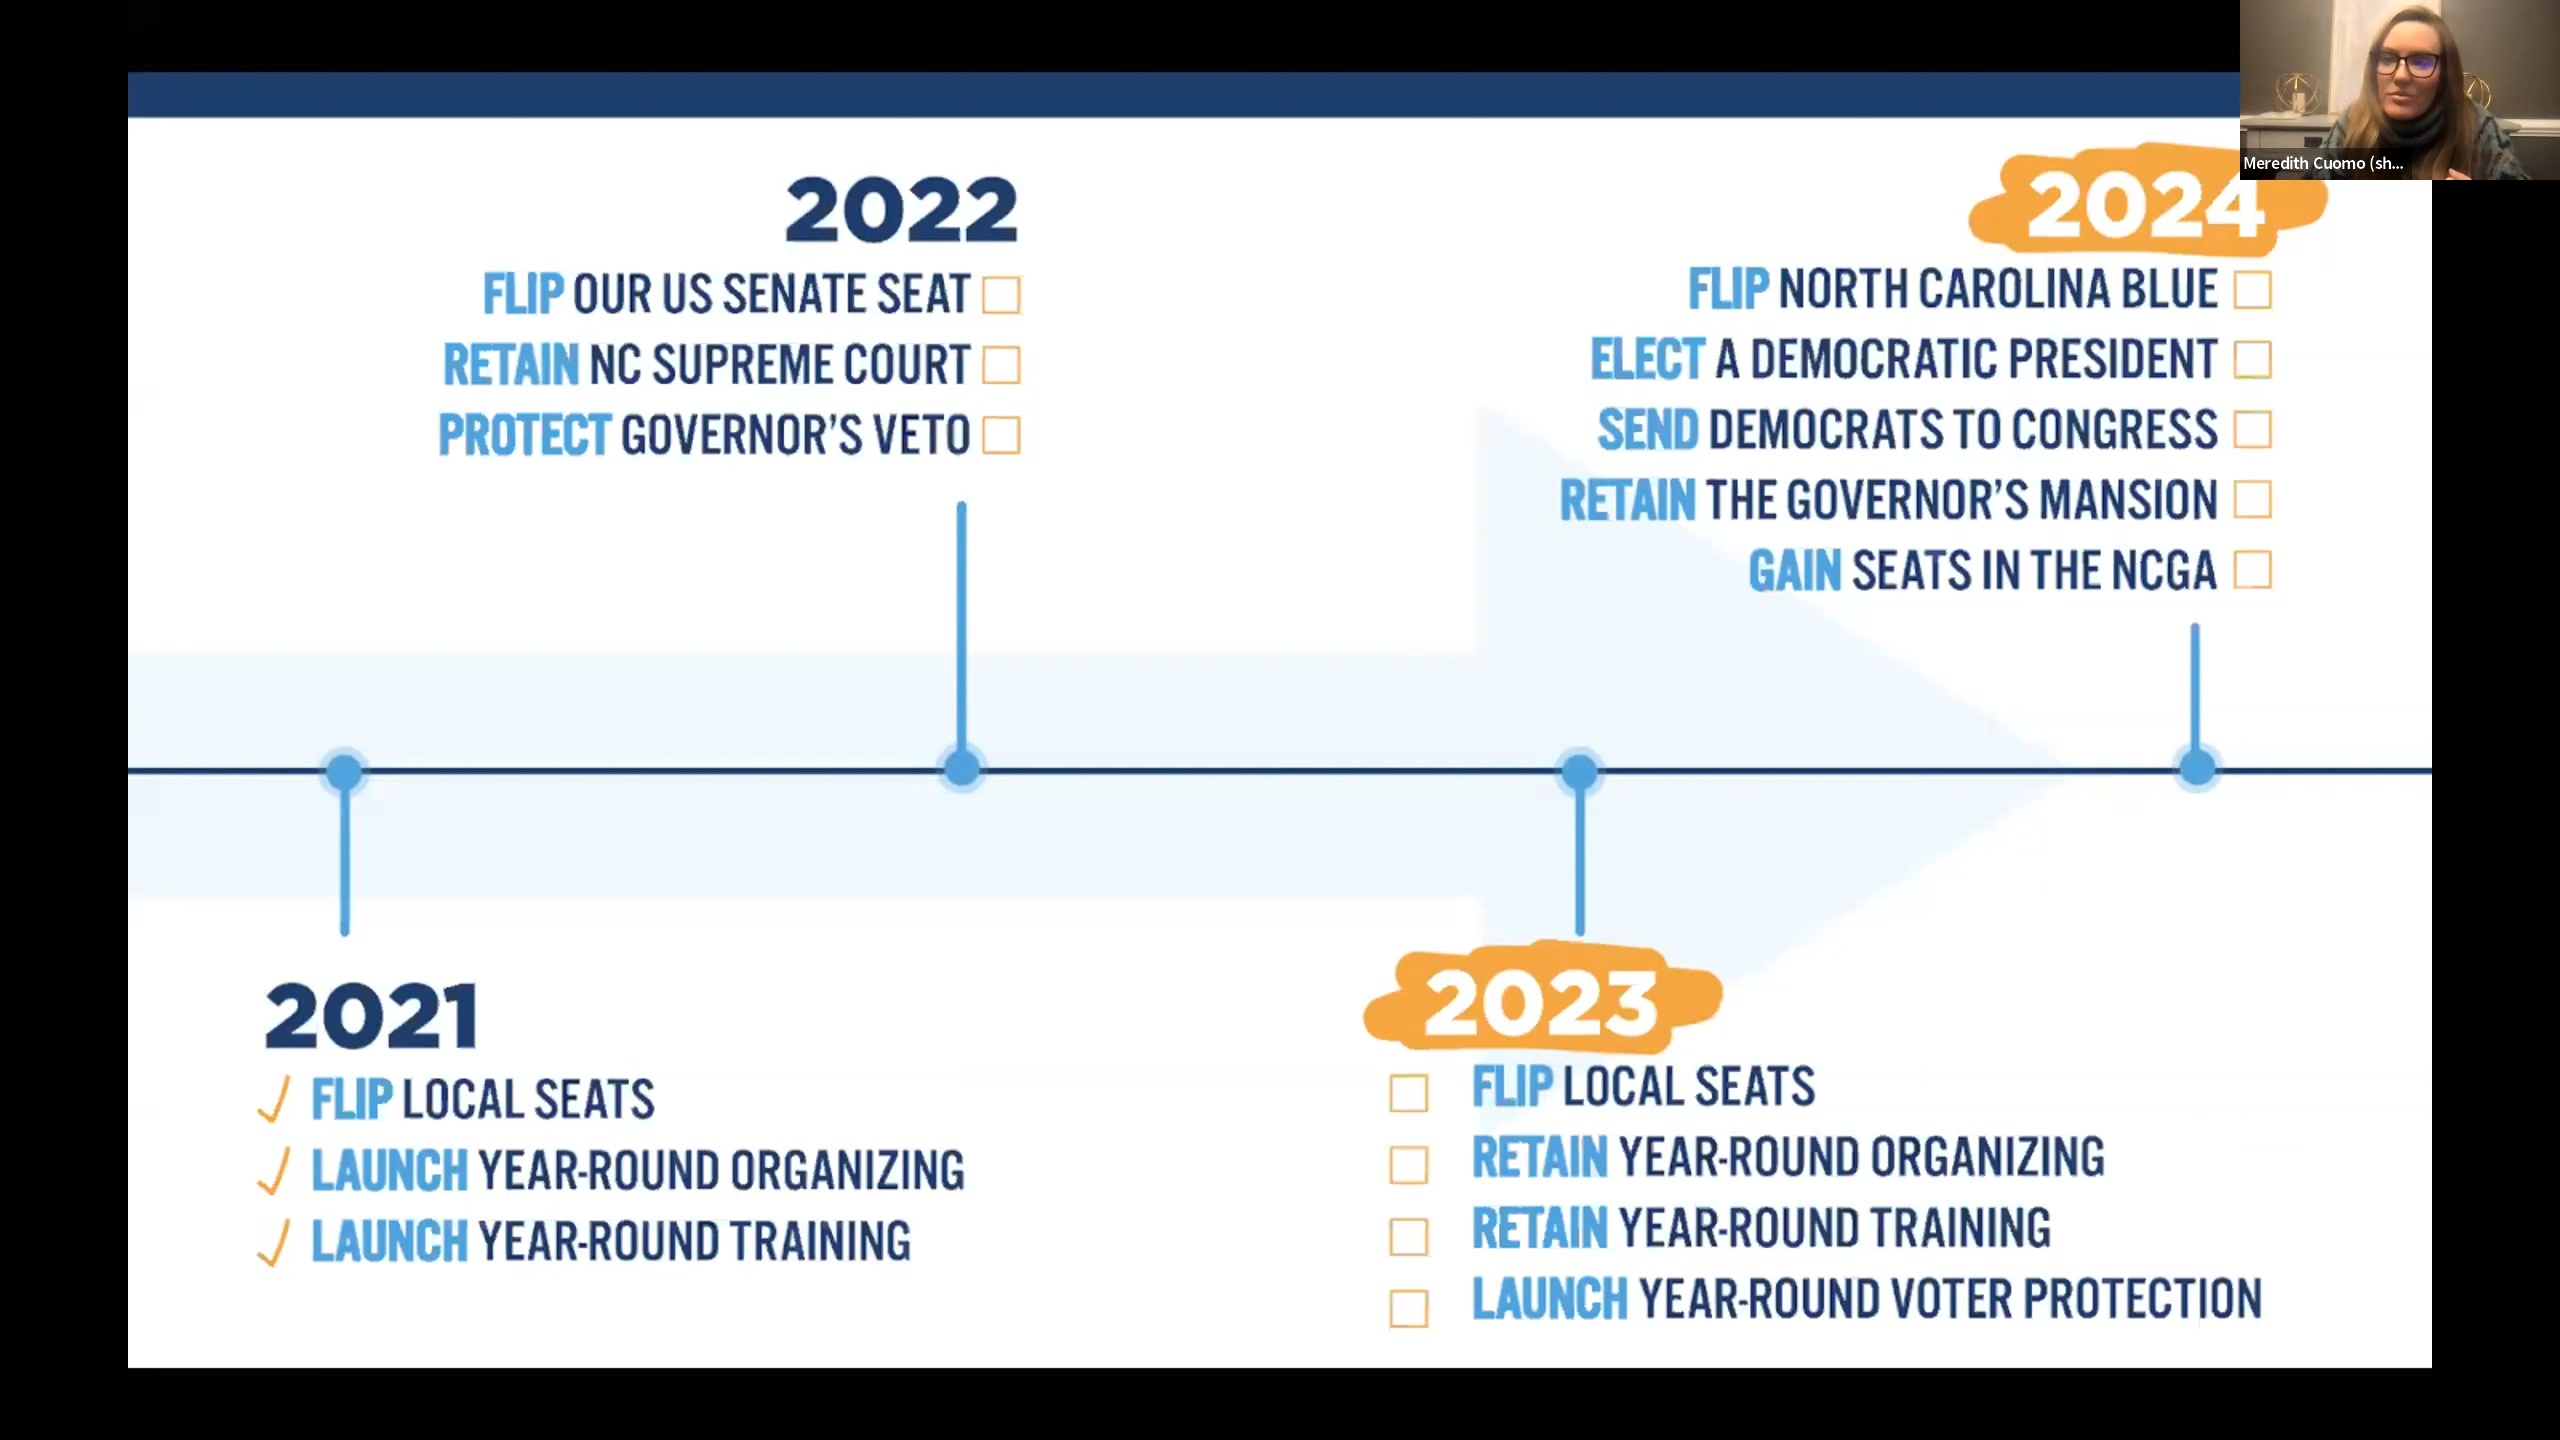 Meredith Cuomo (sh...
2022
FLIP OUR US SENATE SEAT
RETAIN NC SUPREME COURT
PROTECT GOVERNOR'S VETO
2024
FLIP NORTH CAROLINA BLUE
ELECT A DEMOCRATIC PRESIDENT
SEND DEMOCRATS TO CONGRESS
RETAIN THE GOVERNOR'S MANSION
GAIN SEATS IN THE NCGA
2021
FLIP LOCAL SEATS
LAUNCH YEAR-ROUND ORGANIZING
LAUNCH YEAR-ROUND TRAINING
2023
FLIP LOCAL SEATS
RETAIN YEAR-ROUND ORGANIZING
RETAIN YEAR-ROUND TRAINING
LAUNCH YEAR-ROUND VOTER PROTECTION